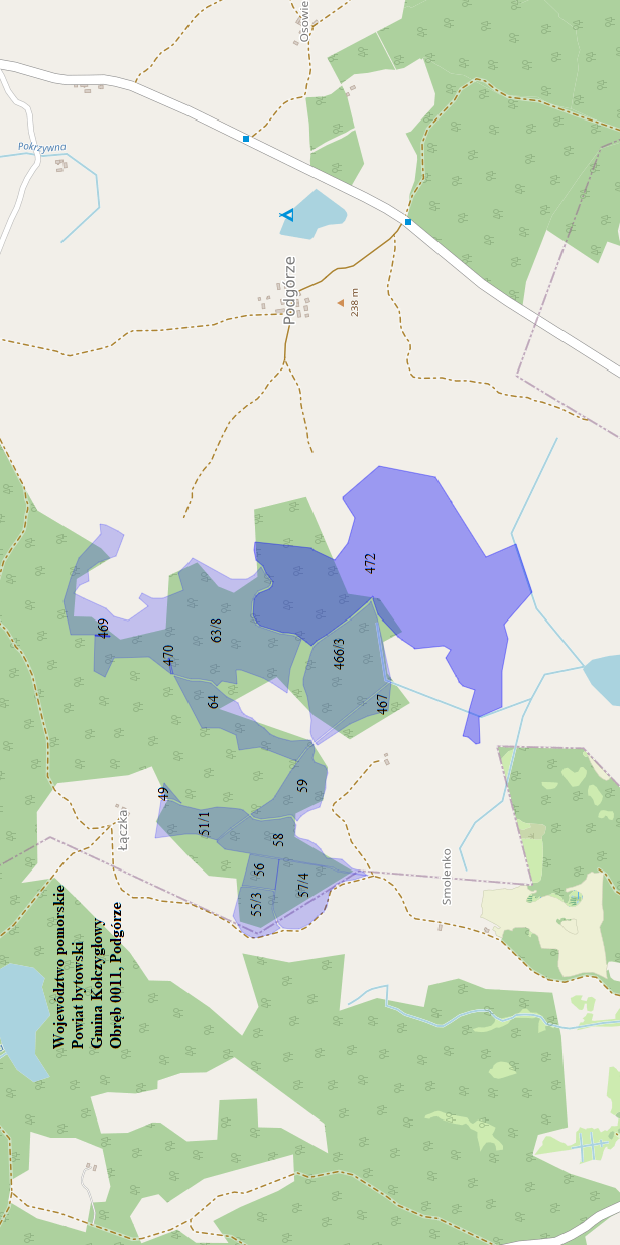 Województwo pomorskie
Powiat bytowski
Gmina Kołczygłowy
Obręb 0011, Podgórze
Łączka
Smolenko
55/3
56
57/4
58
51/1
49
59
64
470
469
63/8
466/3
467
472
Podgórze
238 m
Pokrzywna
Osowie